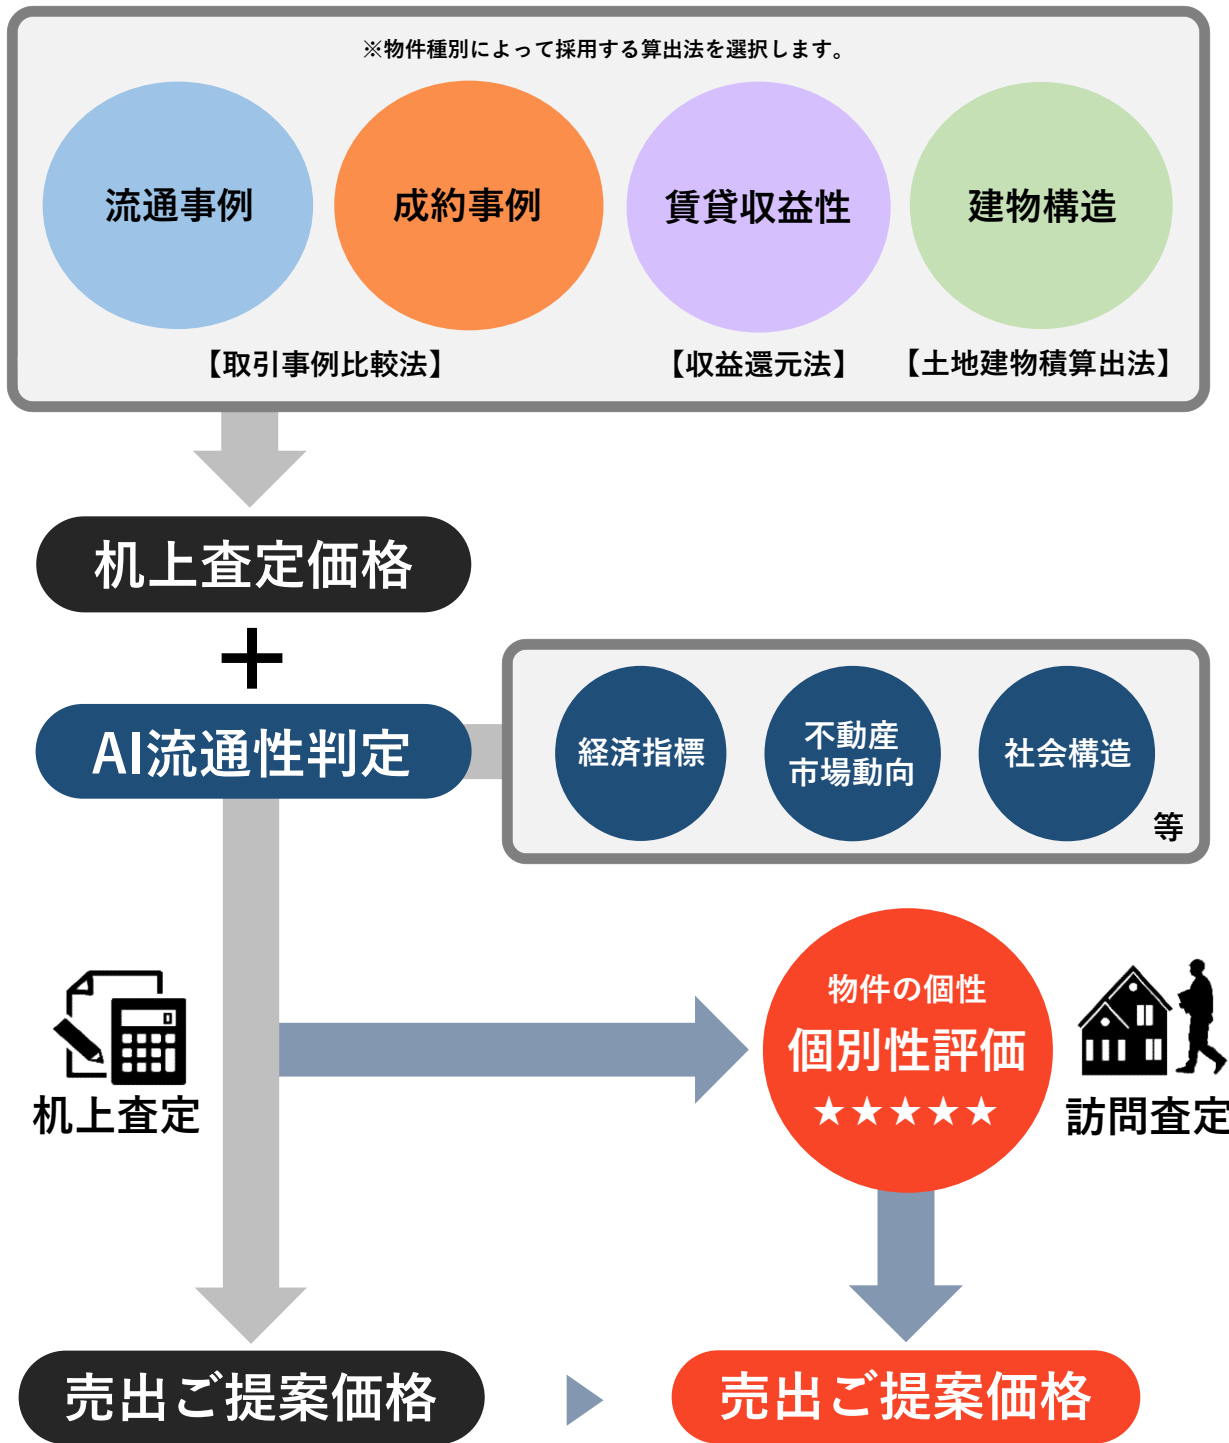 ※物件種別によって採用する算出法を選択します。
流通事例
成約事例
賃貸収益性
建物構造
【取引事例比較法】
【収益還元法】
【土地建物積算出法】
机上査定価格
+
AI流通性判定
経済指標
不動産
市場動向
社会構造
等
物件の個性
個別性評価
★★★★★
机上査定
訪問査定
売出ご提案価格
売出ご提案価格